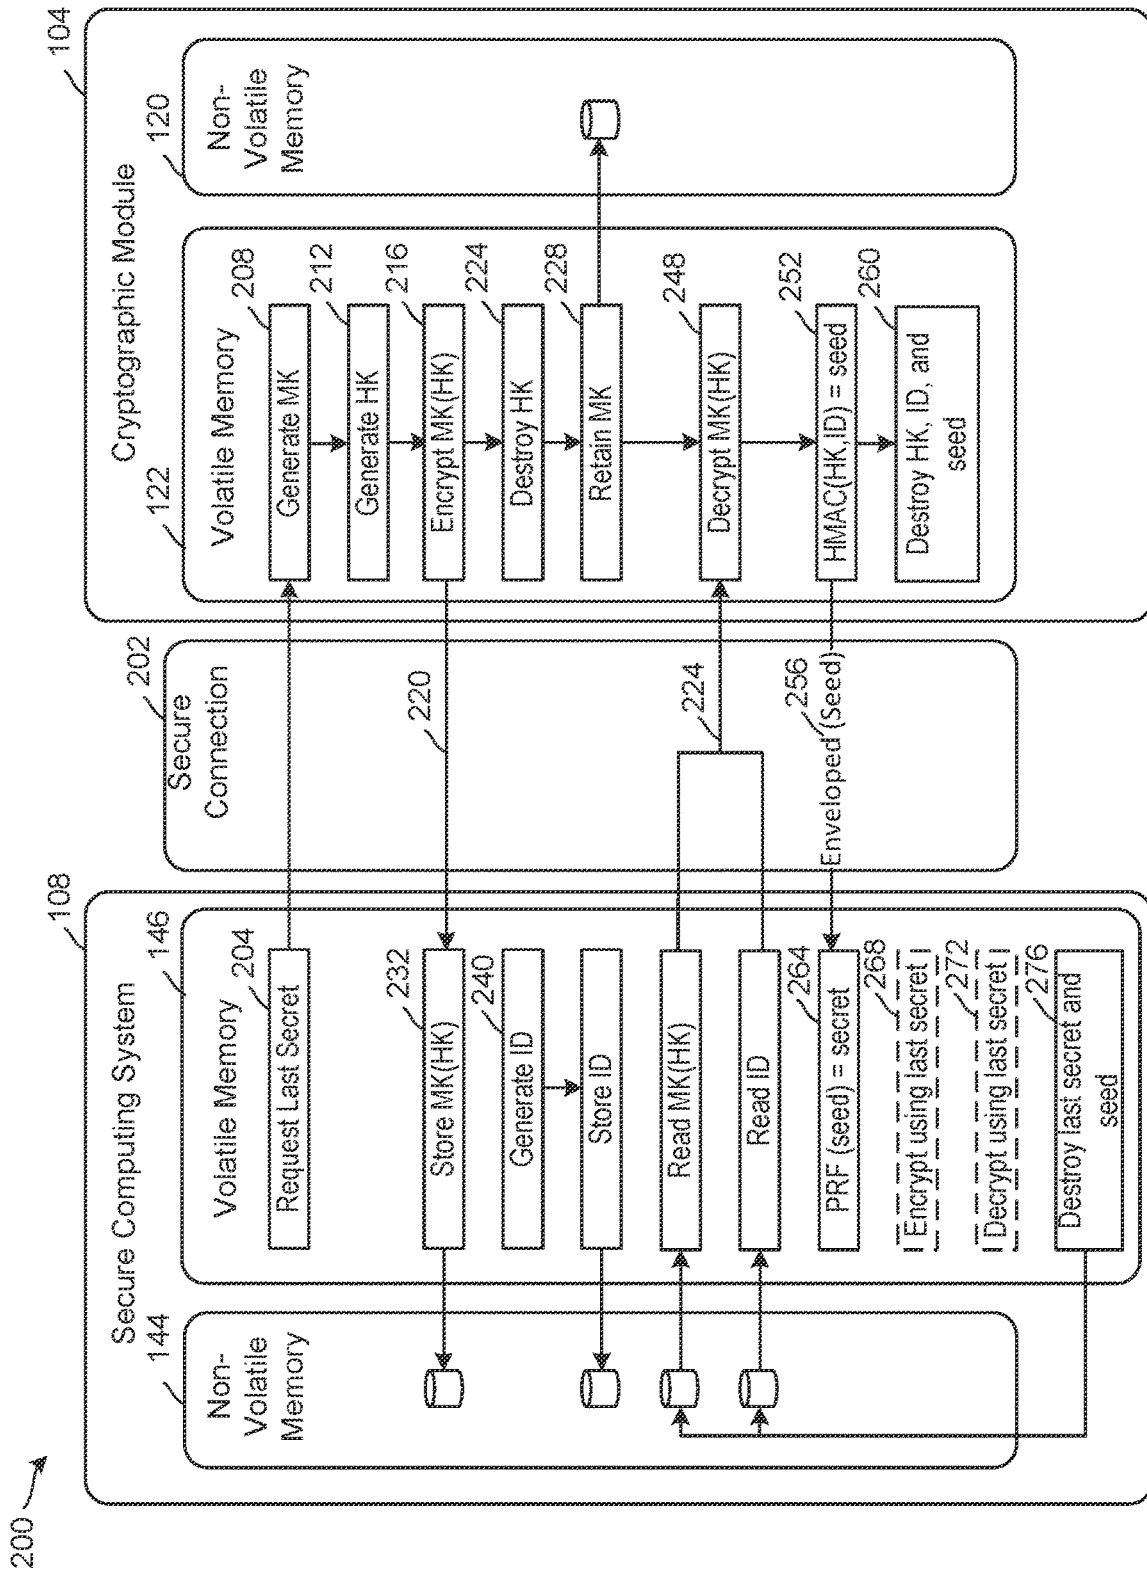 200
Secure Computing System
108
144
Non-
Volatile
Memory
146
Volatile Memory
204
Request Last Secret
232
Store MK(HK)
240
Generate ID
Store ID
Read MK(HK)
Read ID
264
PRF (seed) = secret
268
Encrypt using last secret
272
Decrypt using last secret
276
Destroy last secret and
seed
202
Secure
Connection
220
224
256
Enveloped (Seed)
Cryptographic Module
104
122
Volatile Memory
208
Generate MK
212
Generate HK
216
Encrypt MK(HK)
224
Destroy HK
228
Retain MK
248
Decrypt MK(HK)
252
HMAC(HK,ID) = seed
260
Destroy HK, ID, and
seed
120
Non-
Volatile
Memory